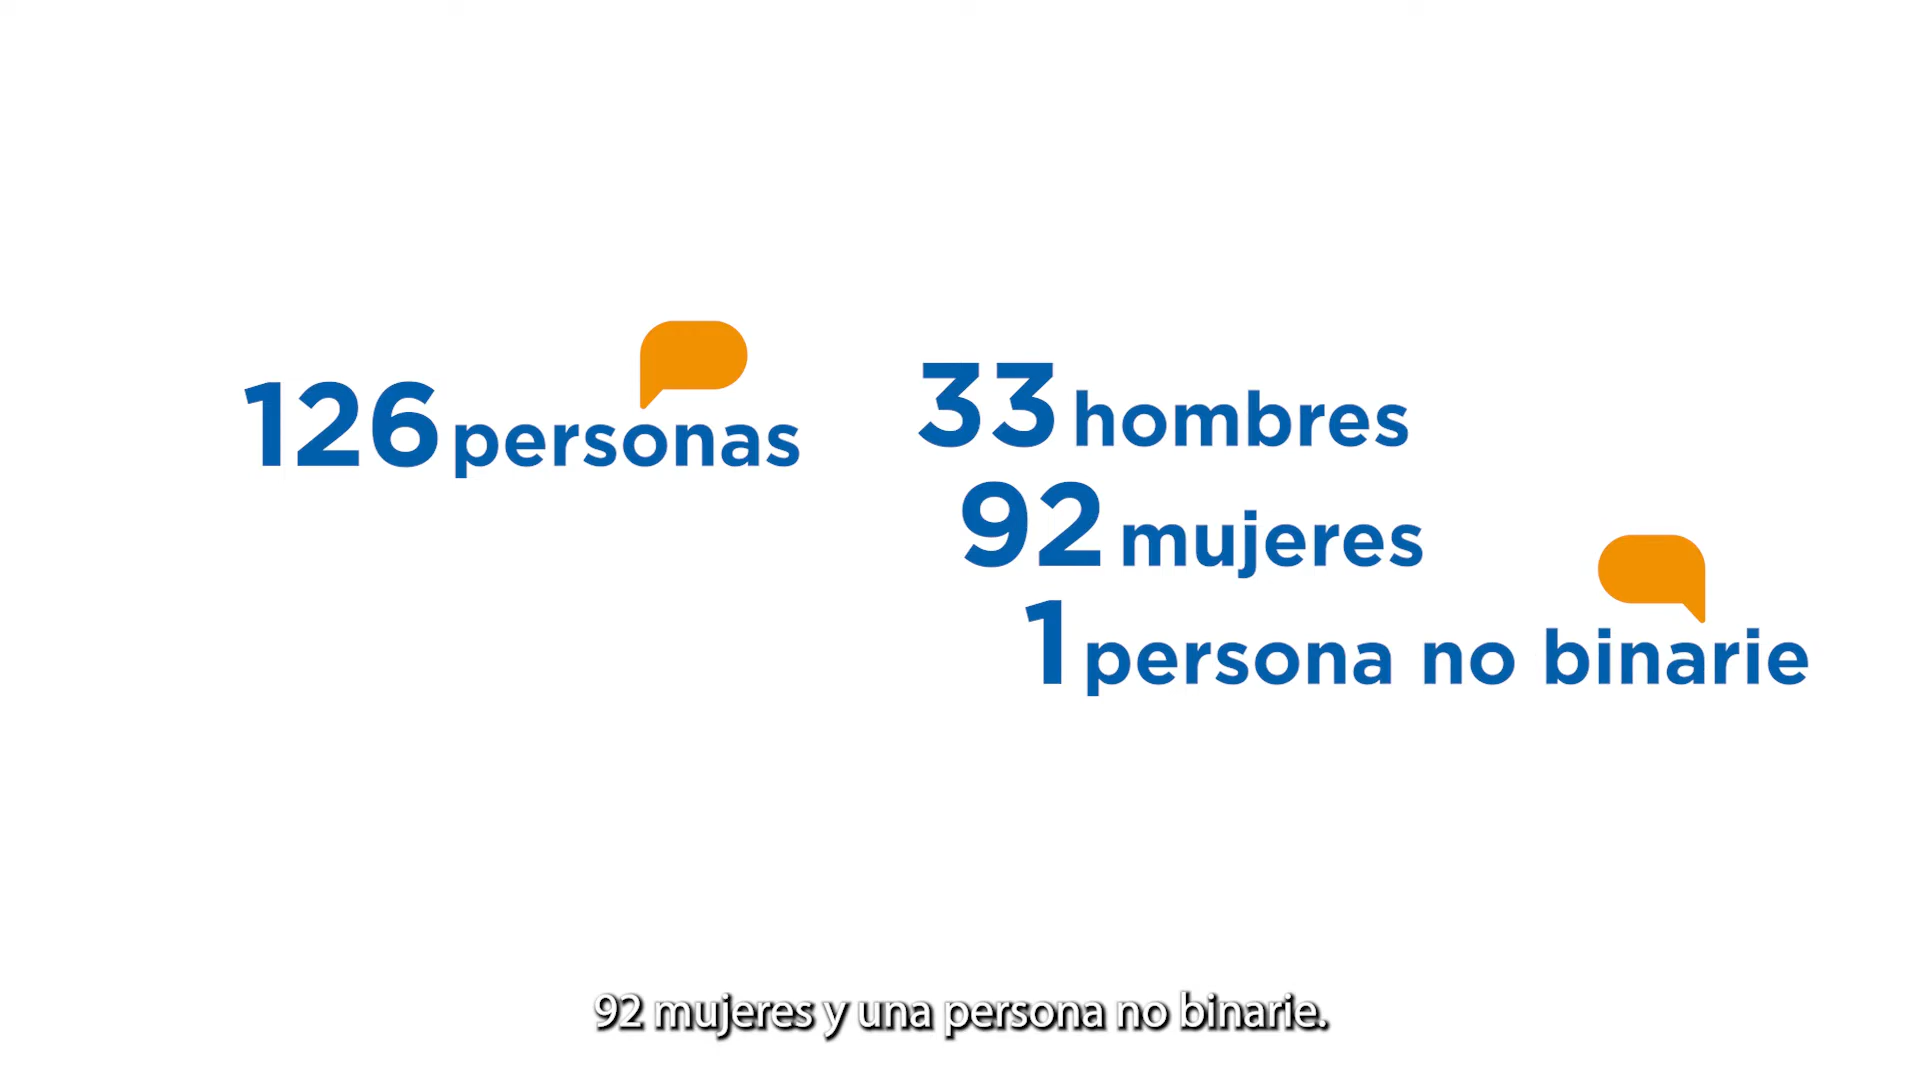 126 personas
33 hombres
92 mujeres
1 persona no binarie
92 mujeres y una persona no binarie.